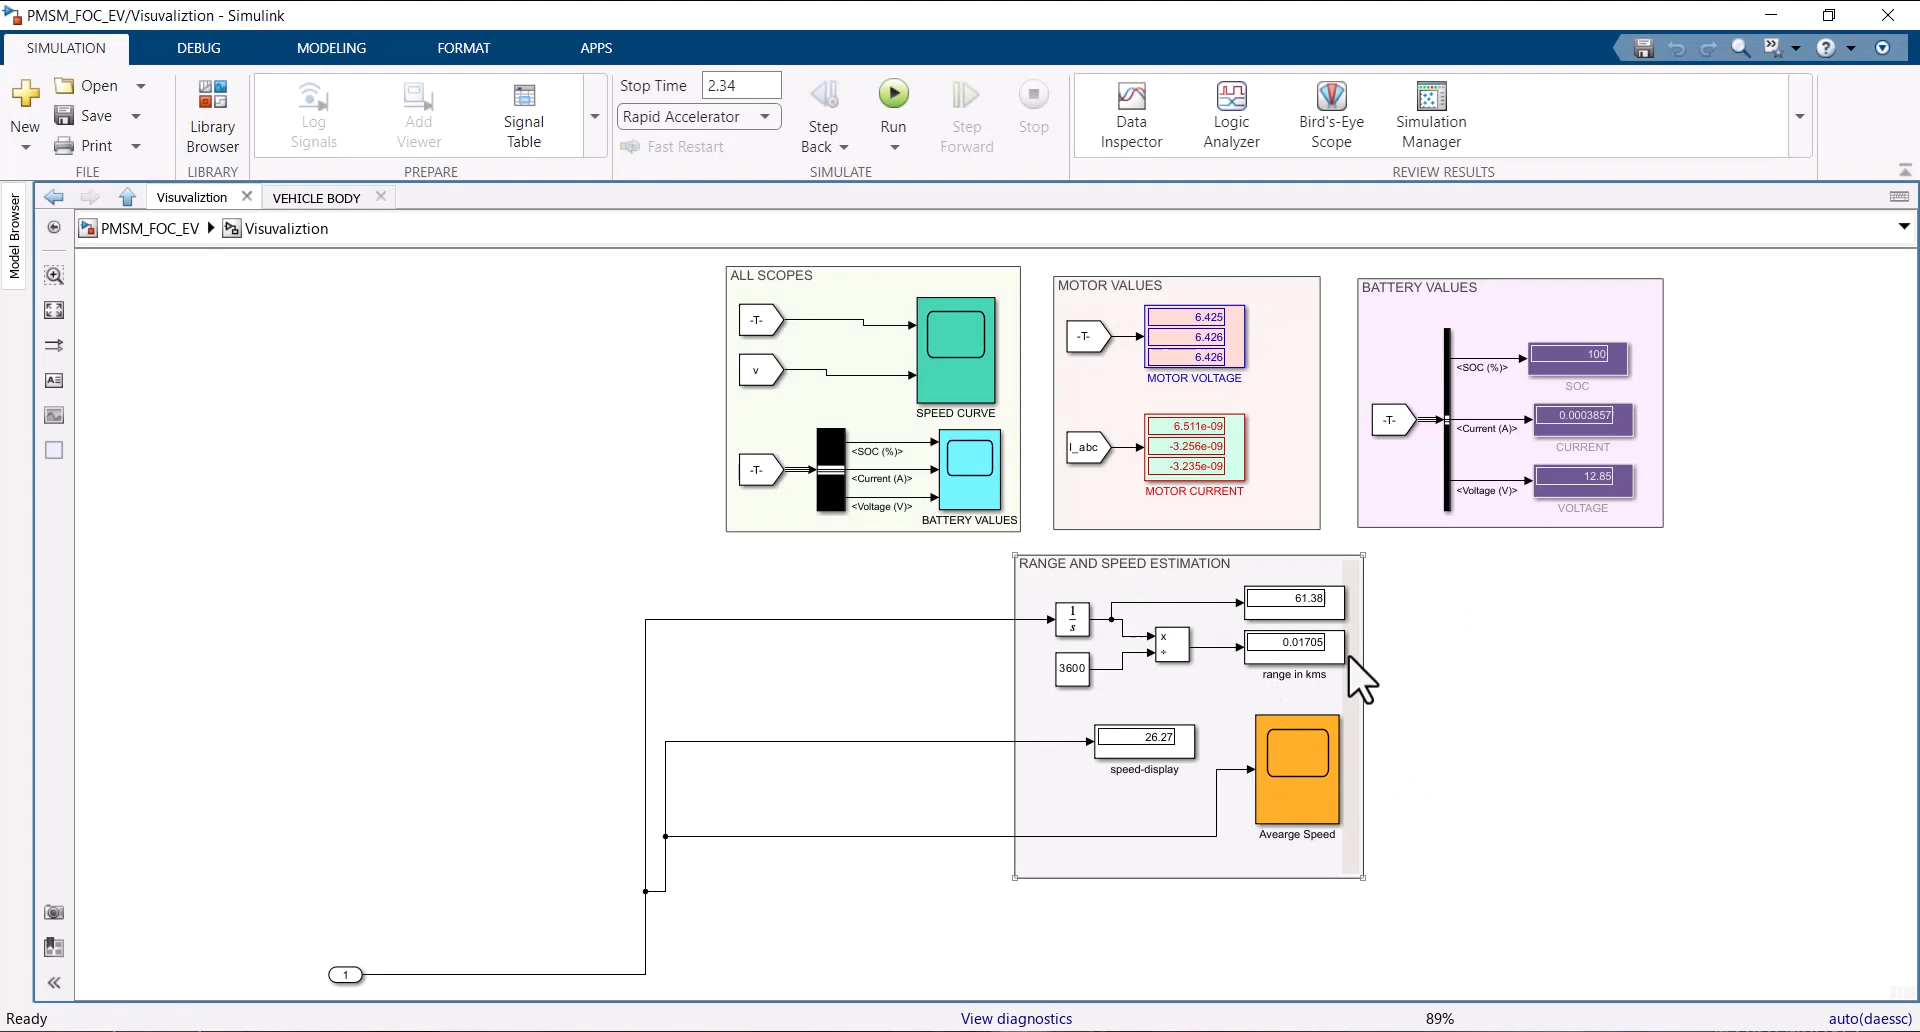 PMSM_FOC_EV/Visuvaliztion - Simulink
SIMULATION DEBUG MODELING FORMAT APPS
New
Open
Save
Print
FILE
Library Browser
LIBRARY
Log Signals
Add Viewer
Signal Table
PREPARE
Stop Time 2.34
Rapid Accelerator
Fast Restart
Step Back
Run
Step Forward
Stop
SIMULATE
Data Inspector
Logic Analyzer
Bird's-Eye Scope
Simulation Manager
REVIEW RESULTS
Model Browser
Visuvaliztion
VEHICLE BODY
PMSM_FOC_EV Visuvaliztion
ALL SCOPES
-T-
v
SPEED CURVE
-T-
<SOC (%)>
<Current (A)>
<Voltage (V)>
BATTERY VALUES
MOTOR VALUES
-T-
6.425
6.426
6.426
MOTOR VOLTAGE
I_abc
6.511e-09
-3.256e-09
-3.235e-09
MOTOR CURRENT
BATTERY VALUES
-T-
<SOC (%)>
100
SOC
<Current (A)>
0.0003857
CURRENT
<Voltage (V)>
12.85
VOLTAGE
RANGE AND SPEED ESTIMATION
1
s
61.38
x
÷
0.01705
3600
range in kms
26.27
speed-display
Avearge Speed
1
Ready
View diagnostics
89%
auto(daessc)